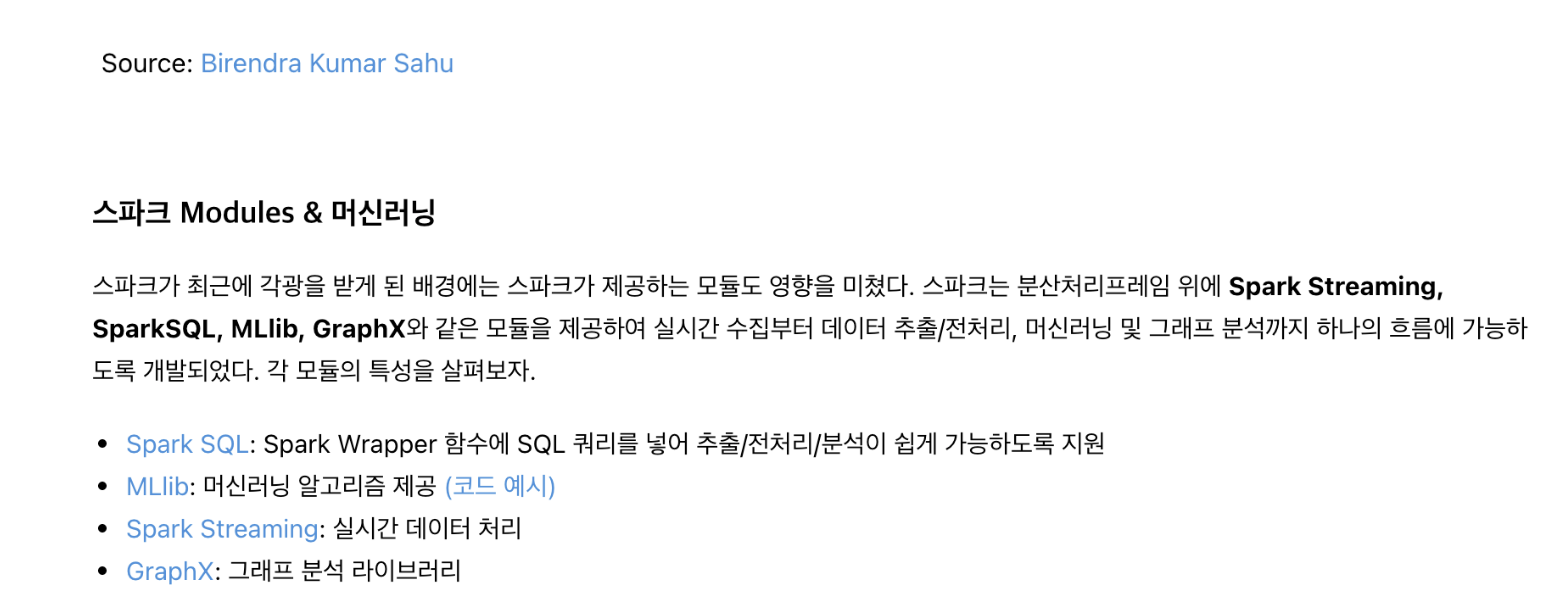 Source: Birendra Kumar Sahu
스파크 Modules & 머신러닝
스파크가 최근에 각광을 받게 된 배경에는 스파크가 제공하는 모듈도 영향을 미쳤다. 스파크는 분산처리프레임 위에 Spark Streaming,
SparkSQL, MLlib, GraphX와 같은 모듈을 제공하여 실시간 수집부터 데이터 추출/전처리, 머신러닝 및 그래프 분석까지 하나의 흐름에 가능하
도록 개발되었다. 각 모듈의 특성을 살펴보자.
• Spark SQL: Spark Wrapper 함수에 SQL 쿼리를 넣어 추출/전처리/분석이 쉽게 가능하도록 지원
• MLlib: 머신러닝 알고리즘 제공 (코드 예시)
• Spark Streaming: 실시간 데이터 처리
• GraphX: 그래프 분석 라이브러리